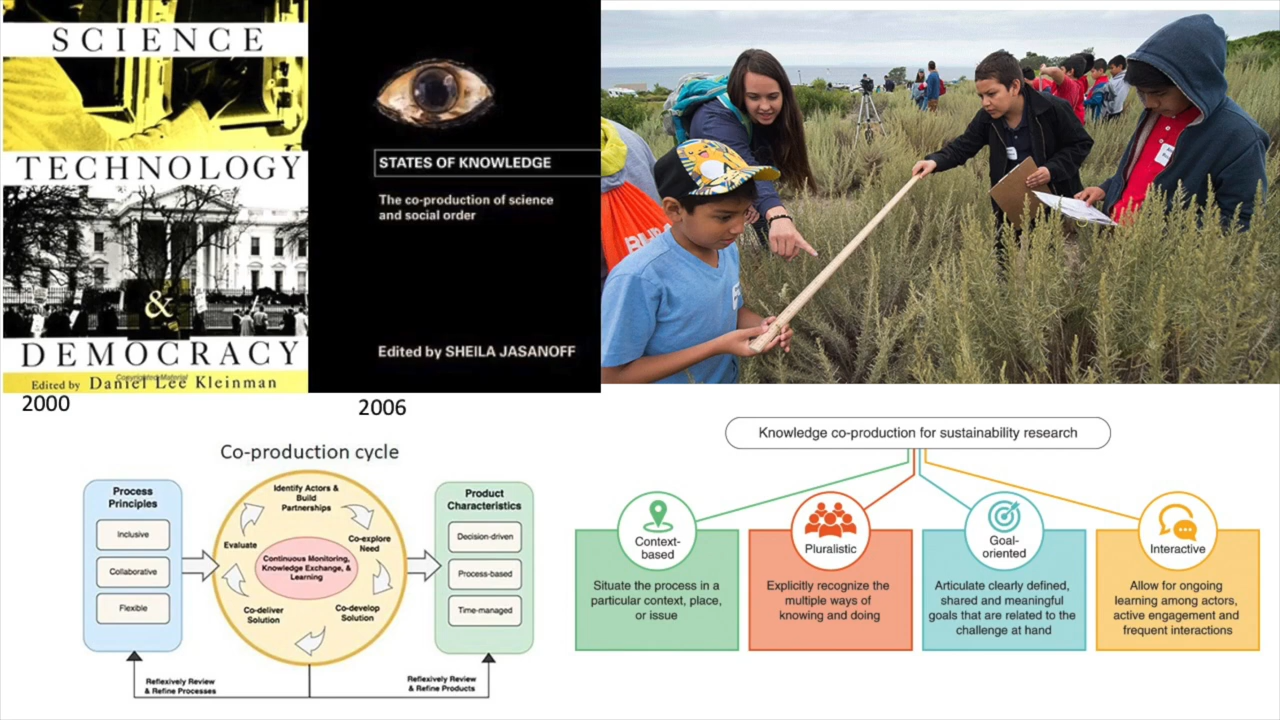 SCIENCE
TECHNOLOGY
&
DEMOCRACY
Copyrighted Material
Edited by Daniel Lee Kleinman
2000
STATES OF KNOWLEDGE
The co-production of science
and social order
Edited by SHEILA JASANOFF
2006
Co-production cycle
Process
Principles
Inclusive
Collaborative
Flexible
Identify Actors &
Build
Partnerships
Co-explore
Need
Co-develop
Solution
Co-deliver
Solution
Evaluate
Continuous Monitoring,
Knowledge Exchange, &
Learning
Product
Characteristics
Decision-driven
Process-based
Time-managed
Reflexively Review
& Refine Processes
Reflexively Review
& Refine Products
Knowledge co-production for sustainability research
Context-
based
Situate the process in a
particular context, place,
or issue
Pluralistic
Explicitly recognize the
multiple ways of
knowing and doing
Goal-
oriented
Articulate clearly defined,
shared and meaningful
goals that are related to the
challenge at hand
Interactive
Allow for ongoing
learning among actors,
active engagement and
frequent interactions